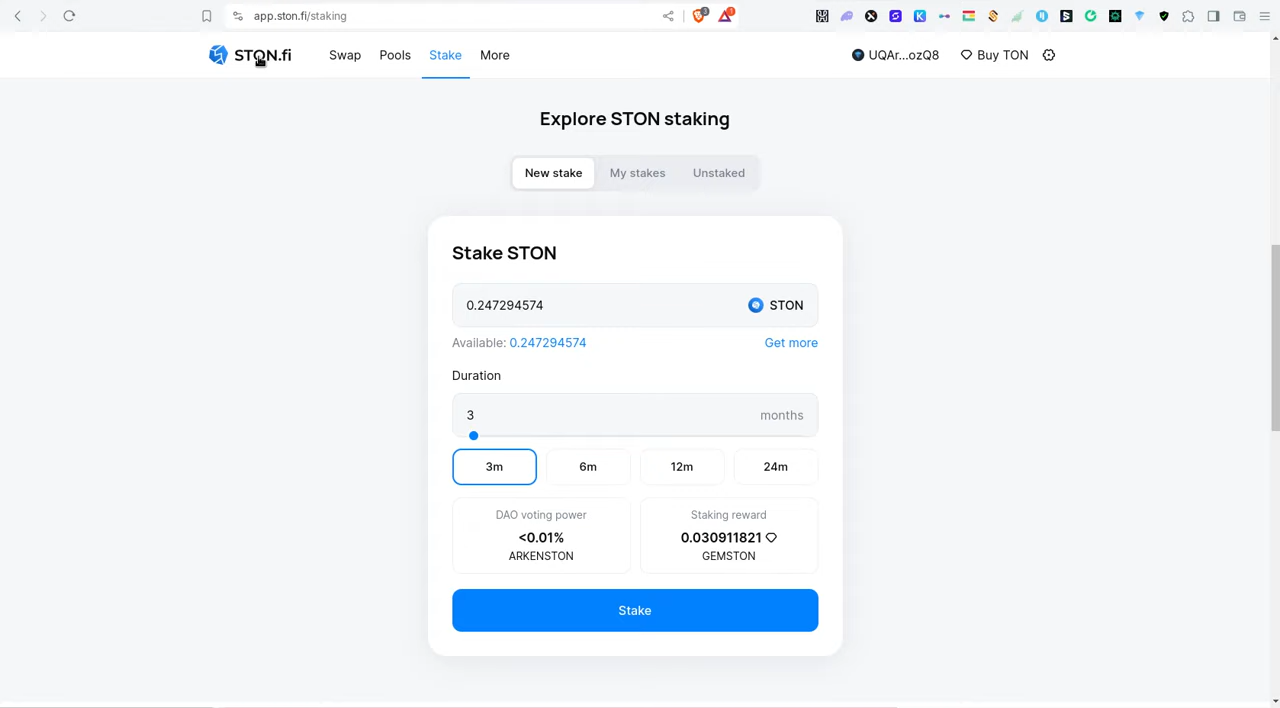 app.ston.fi/staking
3
1
STON.fi
Swap
Pools
Stake
More
UQAr...ozQ8
Buy TON
Explore STON staking
New stake
My stakes
Unstaked
Stake STON
0.247294574
STON
Available: 0.247294574
Get more
Duration
3
months
3m
6m
12m
24m
DAO voting power
<0.01%
ARKENSTON
Staking reward
0.030911821
GEMSTON
Stake